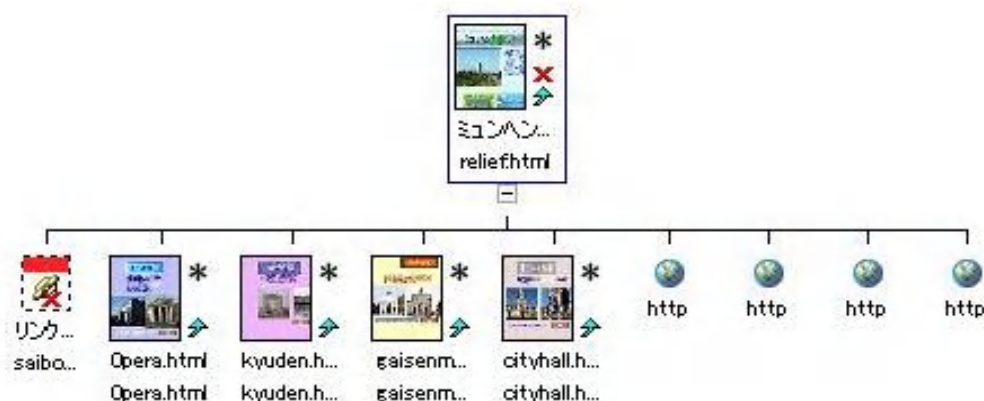 ミュンヘン...
relief.html
リンク...
saibo...
Opera.html
Opera.html
kyuden.h...
kyuden.h...
gaisenm...
gaisenm...
cityhall.h...
cityhall.h...
http
http
http
http